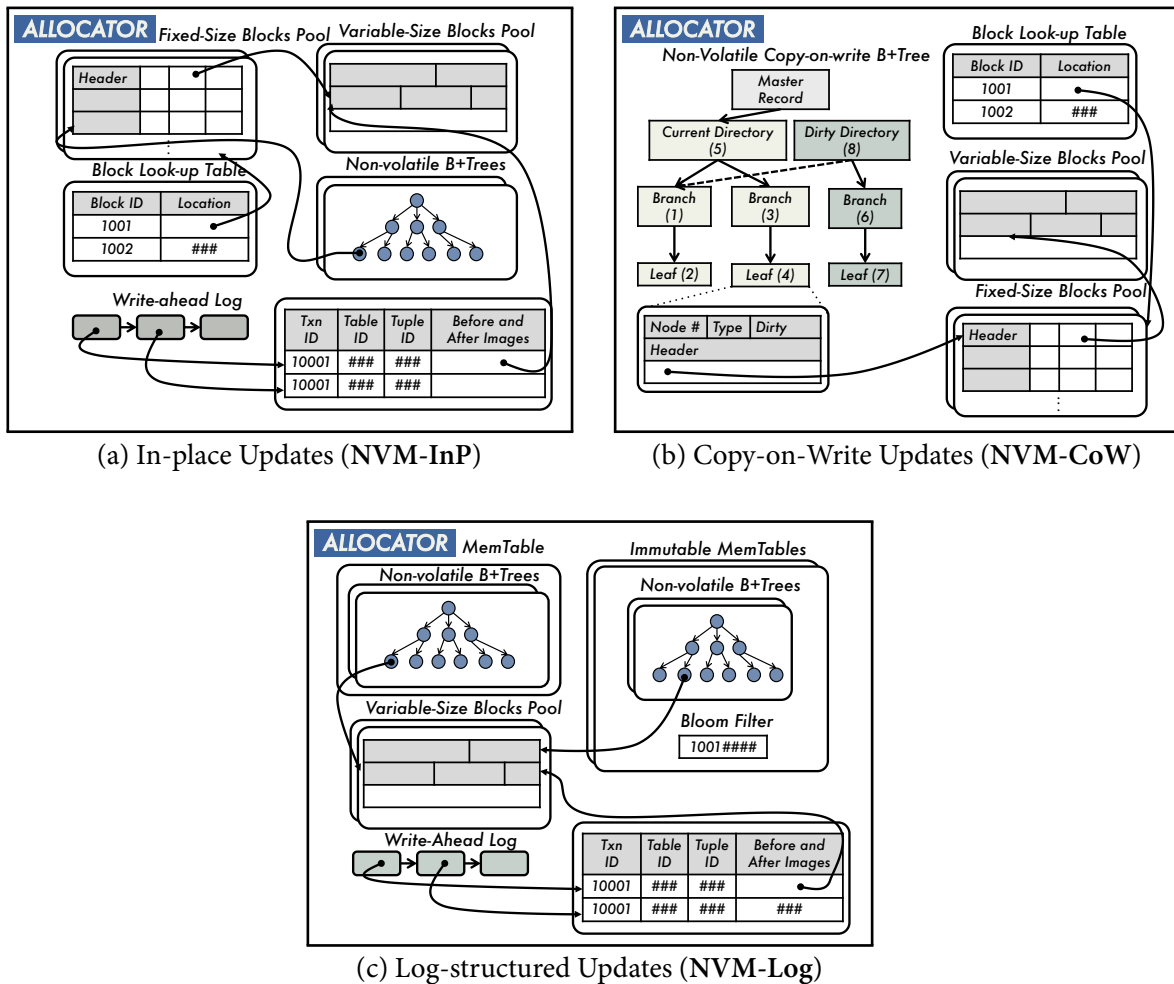 ALLOCATOR
Fixed-Size Blocks Pool
Variable-Size Blocks Pool
Header
Block Look-up Table
Non-volatile B+Trees
Block ID Location
1001
1002 ###
Write-ahead Log
Txn ID Table ID Tuple ID Before and After Images
10001 ### ###
10001 ### ###
(a) In-place Updates (NVM-InP)
ALLOCATOR
Non-Volatile Copy-on-write B+Tree
Master Record
Current Directory (5)
Dirty Directory (8)
Branch (1)
Branch (3)
Branch (6)
Leaf (2)
Leaf (4)
Leaf (7)
Node # Type Dirty
Header
Block Look-up Table
Block ID Location
1001
1002 ###
Variable-Size Blocks Pool
Fixed-Size Blocks Pool
Header
(b) Copy-on-Write Updates (NVM-CoW)
ALLOCATOR
MemTable
Non-volatile B+Trees
Immutable MemTables
Non-volatile B+Trees
Bloom Filter
1001####
Variable-Size Blocks Pool
Write-Ahead Log
Txn ID Table ID Tuple ID Before and After Images
10001 ### ###
10001 ### ### ###
(c) Log-structured Updates (NVM-Log)